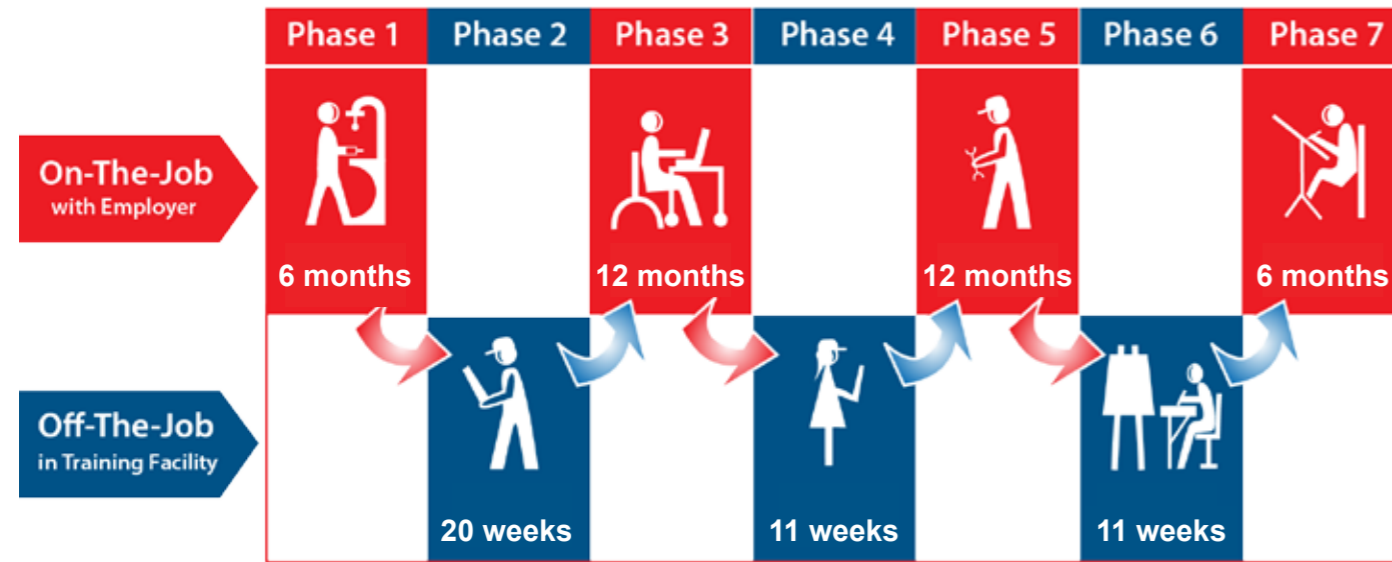 Phase 1 Phase 2 Phase 3 Phase 4 Phase 5 Phase 6 Phase 7
On-The-Job
with Employer
6 months 12 months 12 months 6 months
Off-The-Job
in Training Facility
20 weeks 11 weeks 11 weeks